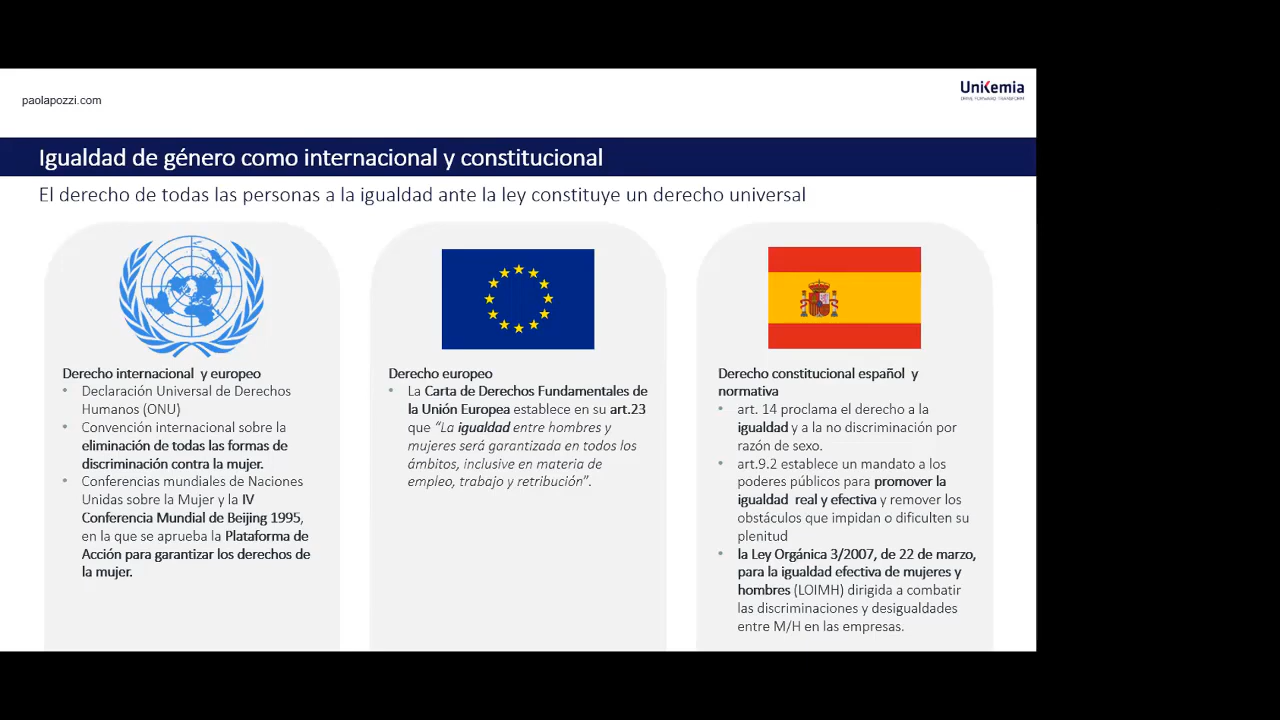 paolapozzi.com
UniKemia
Igualdad de género como internacional y constitucional
El derecho de todas las personas a la igualdad ante la ley constituye un derecho universal
Derecho internacional y europeo
• Declaración Universal de Derechos
Humanos (ONU)
• Convención internacional sobre la
eliminación de todas las formas de
discriminación contra la mujer.
• Conferencias mundiales de Naciones
Unidas sobre la Mujer y la IV
Conferencia Mundial de Beijing 1995,
en la que se aprueba la Plataforma de
Acción para garantizar los derechos de
la mujer.
Derecho europeo
• La Carta de Derechos Fundamentales de
la Unión Europea establece en su art.23
que “La igualdad entre hombres y
mujeres será garantizada en todos los
ámbitos, inclusive en materia de
empleo, trabajo y retribución”.
Derecho constitucional español y
normativa
• art. 14 proclama el derecho a la
igualdad y a la no discriminación por
razón de sexo.
• art.9.2 establece un mandato a los
poderes públicos para promover la
igualdad real y efectiva y remover los
obstáculos que impidan o dificulten su
plenitud
• la Ley Orgánica 3/2007, de 22 de marzo,
para la igualdad efectiva de mujeres y
hombres (LOIMH) dirigida a combatir
las discriminaciones y desigualdades
entre M/H en las empresas.